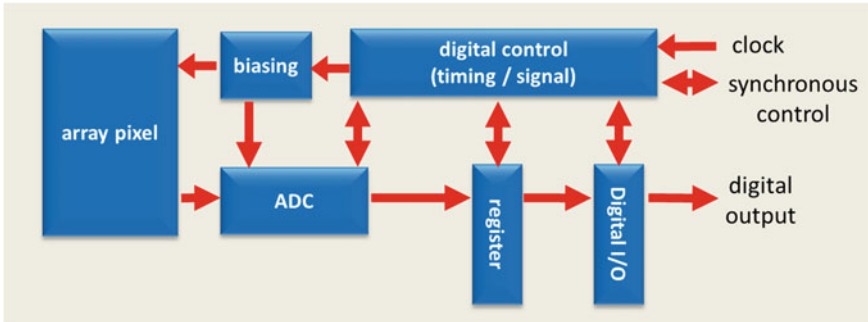 array pixel
biasing
digital control
(timing / signal)
clock
synchronous
control
ADC
register
Digital I/O
digital
output